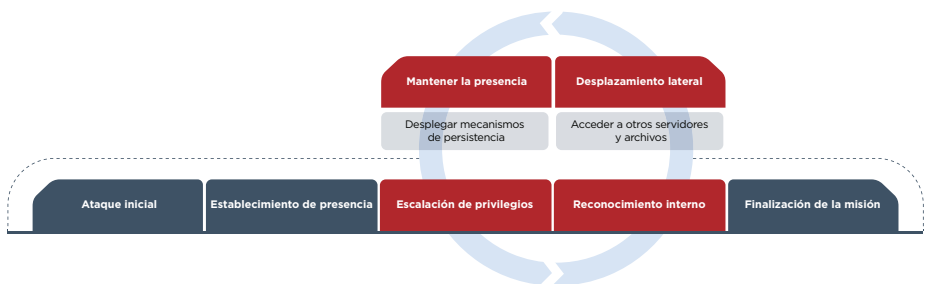 Mantener la presencia
Desplazamiento lateral
Desplegar mecanismos
de persistencia
Acceder a otros servidores
y archivos
Ataque inicial
Establecimiento de presencia
Escalación de privilegios
Reconocimiento interno
Finalización de la misión